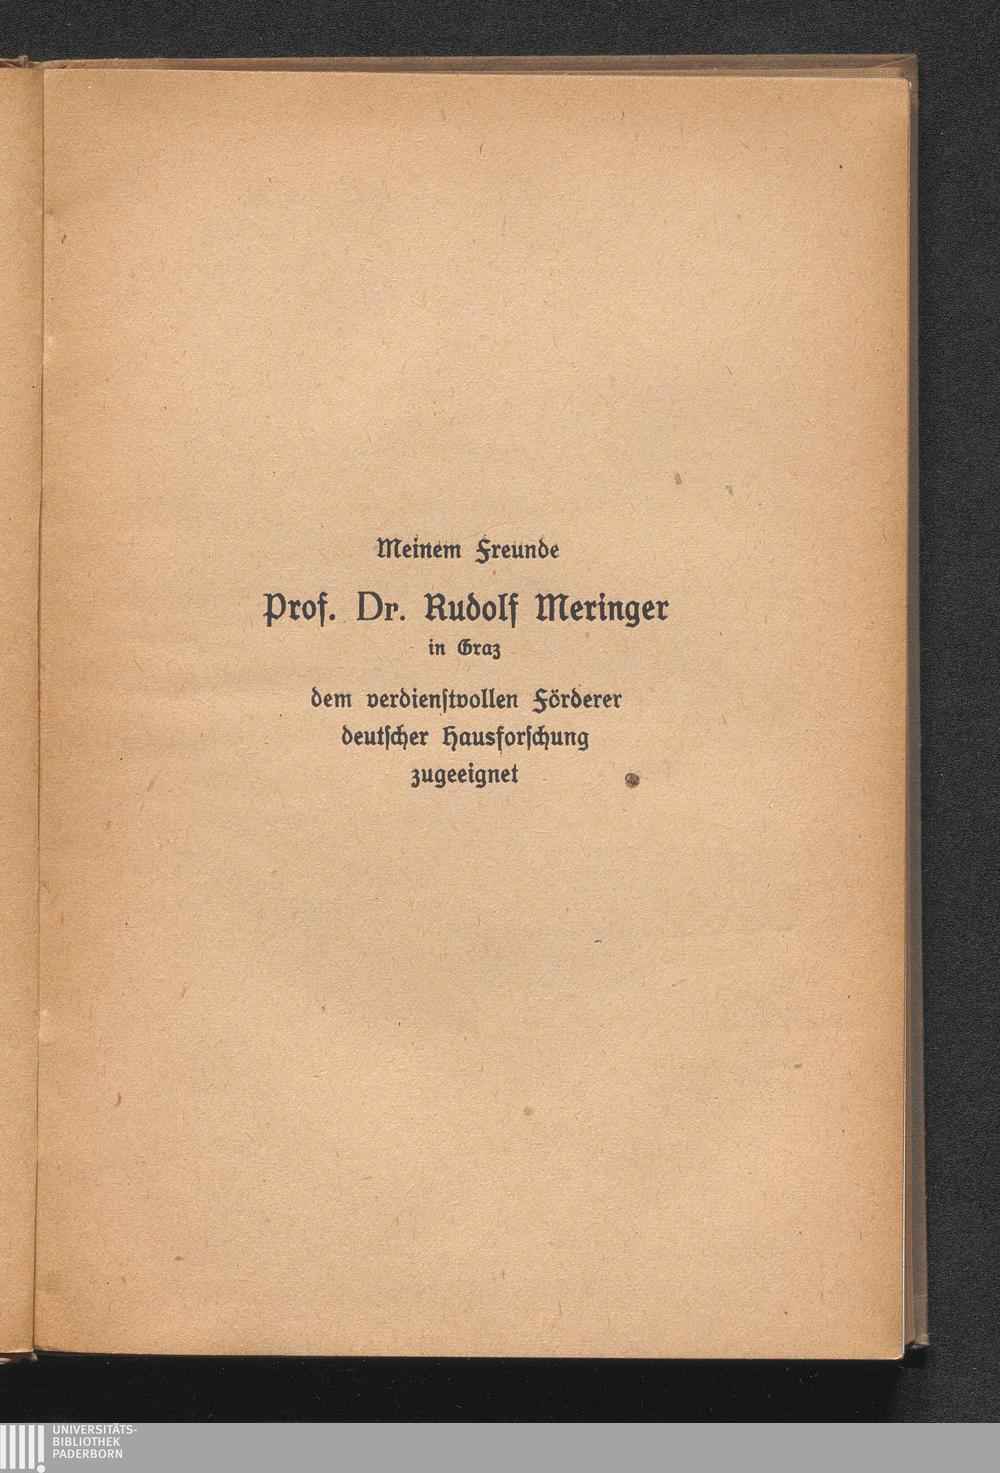 Meinem Freunde
Prof. Dr. Rudolf Meringer
in Graz
dem verdienstvollen Förderer
deutscher Hausforschung
zugeeignet
UNIVERSITÄTS-
BIBLIOTHEK
PADERBORN